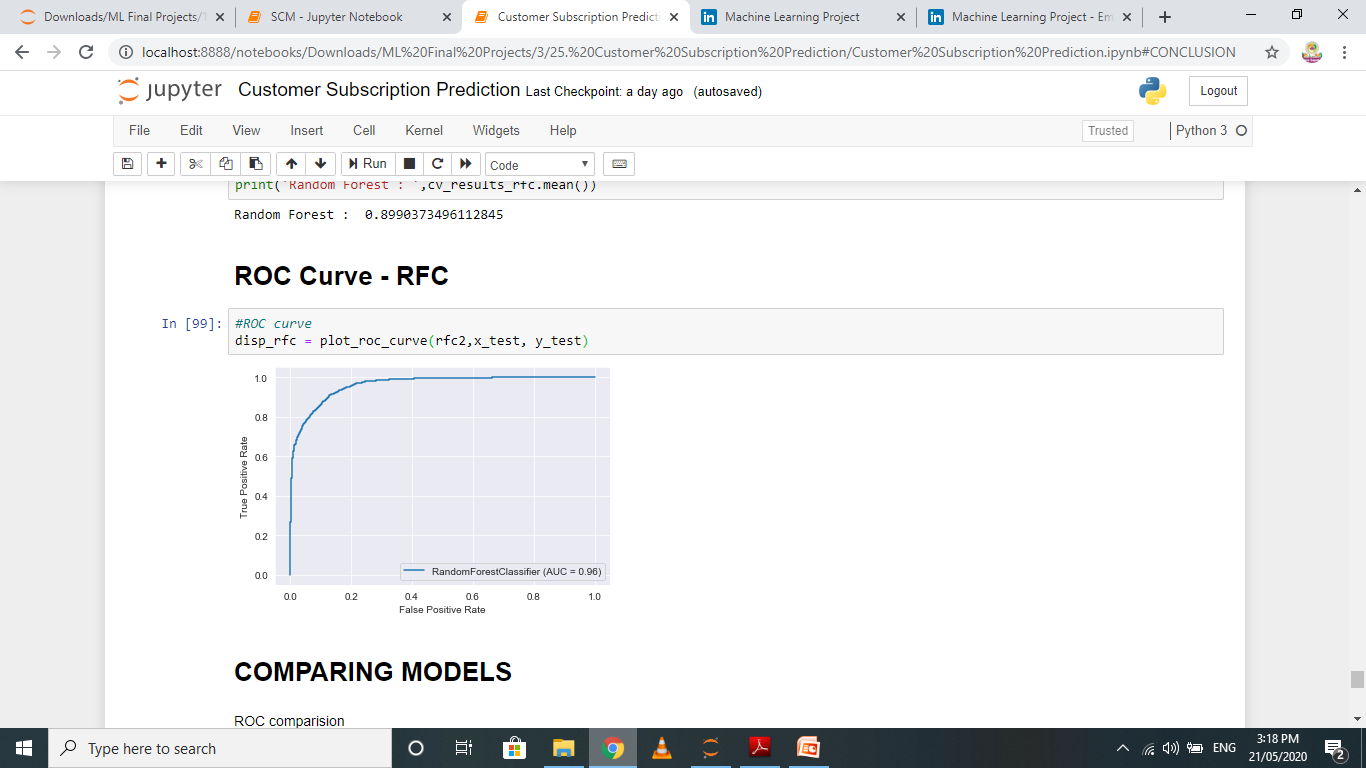 Downloads/ML Final Projects/
SCM - Jupyter Notebook
Customer Subscription Predicti
Machine Learning Project
Machine Learning Project - Em
localhost:8888/notebooks/Downloads/ML%20Final%20Projects/3/25.%20Customer%20Subscription%20Prediction/Customer%20Subscription%20Prediction.ipynb#CONCLUSION
jupyter Customer Subscription Prediction Last Checkpoint: a day ago (autosaved)
Logout
File Edit View Insert Cell Kernel Widgets Help
Trusted
Python 3
Run
Code
print('Random Forest : ',cv_results_rfc.mean())
Random Forest :  0.8990373496112845
ROC Curve - RFC
In [99]:
#ROC curve
disp_rfc = plot_roc_curve(rfc2,x_test, y_test)
1.0
0.8
0.6
0.4
0.2
0.0
True Positive Rate
RandomForestClassifier (AUC = 0.96)
0.0 0.2 0.4 0.6 0.8 1.0
False Positive Rate
COMPARING MODELS
ROC comparision
Type here to search
ENG
3:18 PM
21/05/2020
2